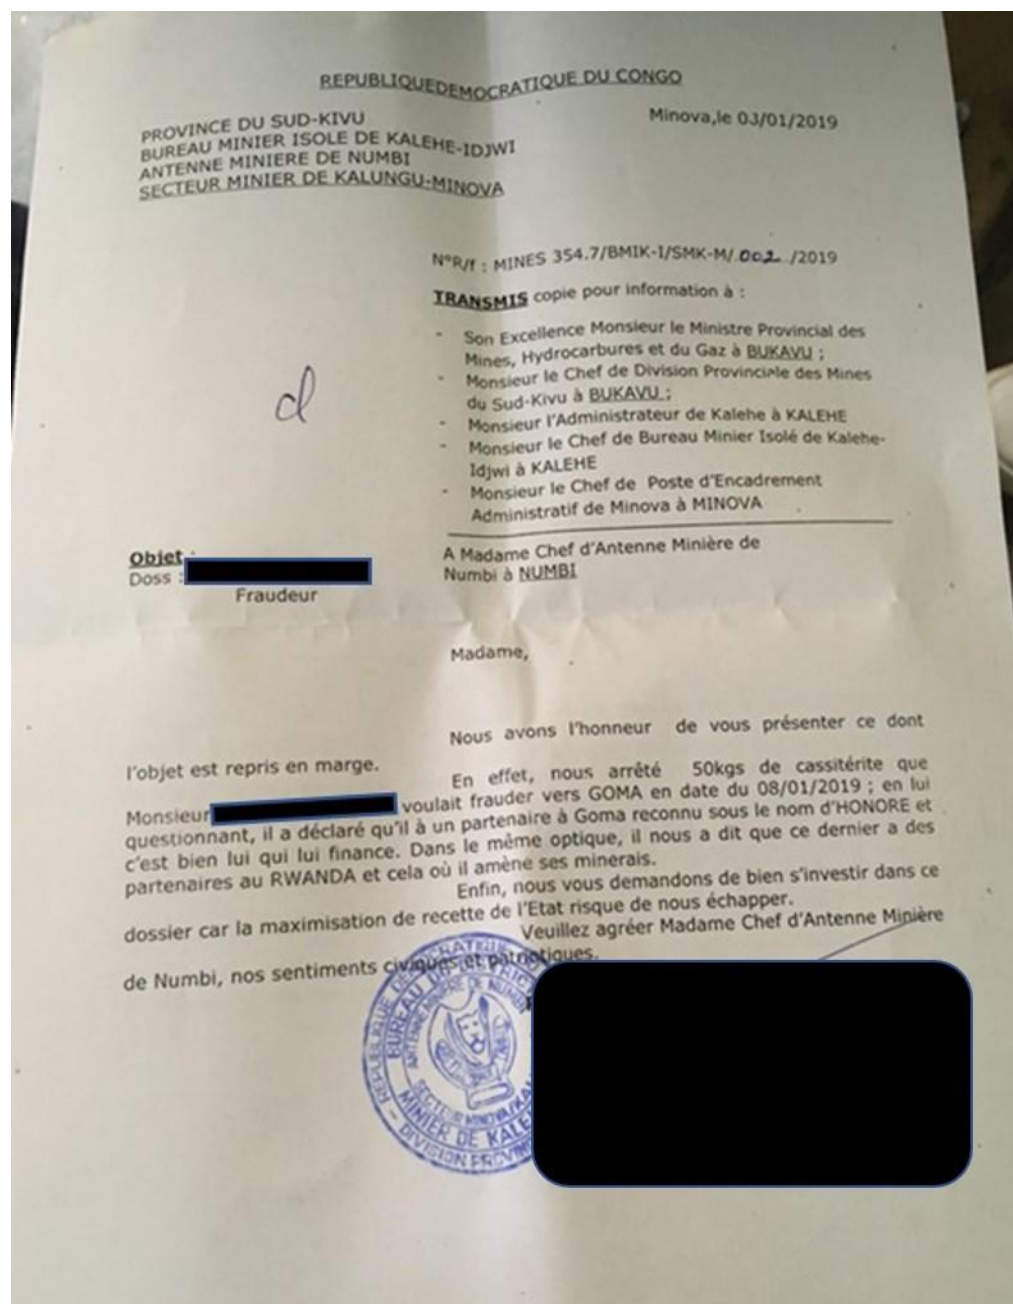 REPUBLIQUEDEMOCRATIQUE DU CONGO
Minova,le 03/01/2019
PROVINCE DU SUD-KIVU
BUREAU MINIER ISOLE DE KALEHE-IDJWI
ANTENNE MINIERE DE NUMBI
SECTEUR MINIER DE KALUNGU-MINOVA
N°R/f : MINES 354.7/BMIK-I/SMK-M/.002./2019
TRANSMIS copie pour information à :
- Son Excellence Monsieur le Ministre Provincial des
Mines, Hydrocarbures et du Gaz à BUKAVU ;
- Monsieur le Chef de Division Provinciale des Mines
du Sud-Kivu à BUKAVU ;
- Monsieur l'Administrateur de Kalehe à KALEHE
- Monsieur le Chef de Bureau Minier Isolé de Kalehe-
Idjwi à KALEHE
- Monsieur le Chef de Poste d'Encadrement
Administratif de Minova à MINOVA
d
Objet :
Doss :
Fraudeur
A Madame Chef d'Antenne Minière de
Numbi à NUMBI
Madame,
Nous avons l'honneur de vous présenter ce dont
l'objet est repris en marge.
En effet, nous arrêté 50kgs de cassitérite que
Monsieur voulait frauder vers GOMA en date du 08/01/2019 ; en lui
questionnant, il a déclaré qu'il à un partenaire à Goma reconnu sous le nom d'HONORE et
c'est bien lui qui lui finance. Dans le même optique, il nous a dit que ce dernier a des
partenaires au RWANDA et cela où il amène ses minerais.
Enfin, nous vous demandons de bien s'investir dans ce
dossier car la maximisation de recette de l'Etat risque de nous échapper.
Veuillez agréer Madame Chef d'Antenne Minière
de Numbi, nos sentiments civiques et patriotiques.
ANTENNE MINIERE DE NUMBI
MINIER DE KALE